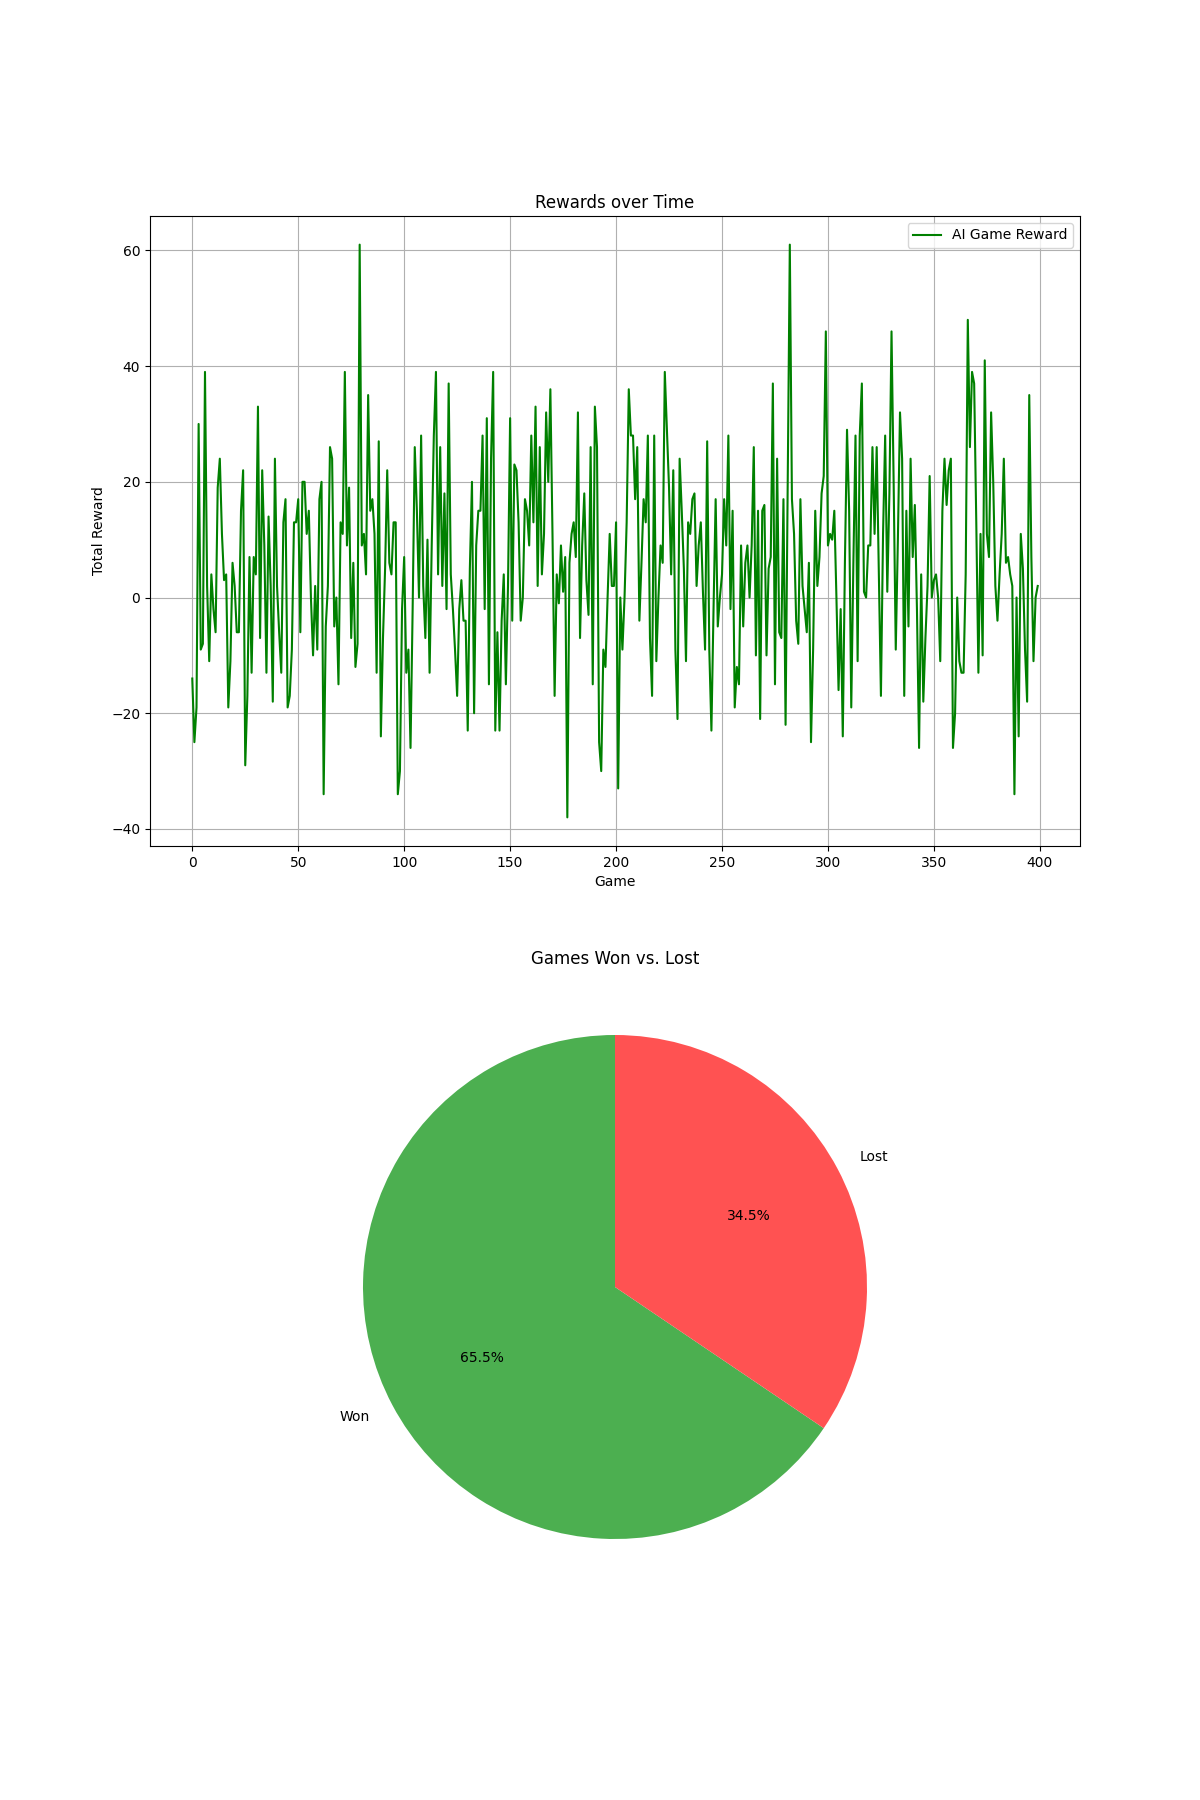 Rewards over Time
AI Game Reward
Total Reward
60
40
20
0
−20
−40
0 50 100 150 200 250 300 350 400
Game
Games Won vs. Lost
Lost
34.5%
65.5%
Won